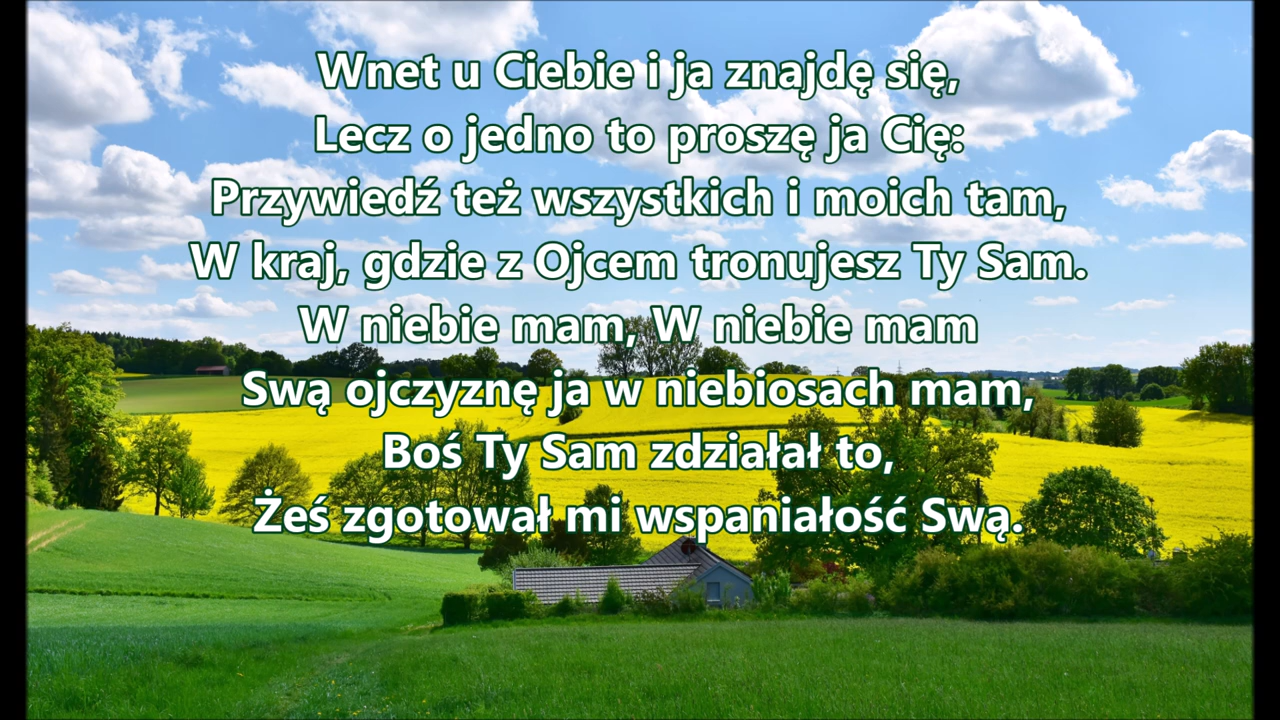 Wnet u Ciebie i ja znajdę się,
Lecz o jedno to proszę ja Cię:
Przywiedź też wszystkich i moich tam,
W kraj, gdzie z Ojcem tronujesz Ty Sam.
W niebie mam, W niebie mam
Swą ojczyznę ja w niebiosach mam,
Boś Ty Sam zdziałał to,
Żeś zgotował mi wspaniałość Swą.